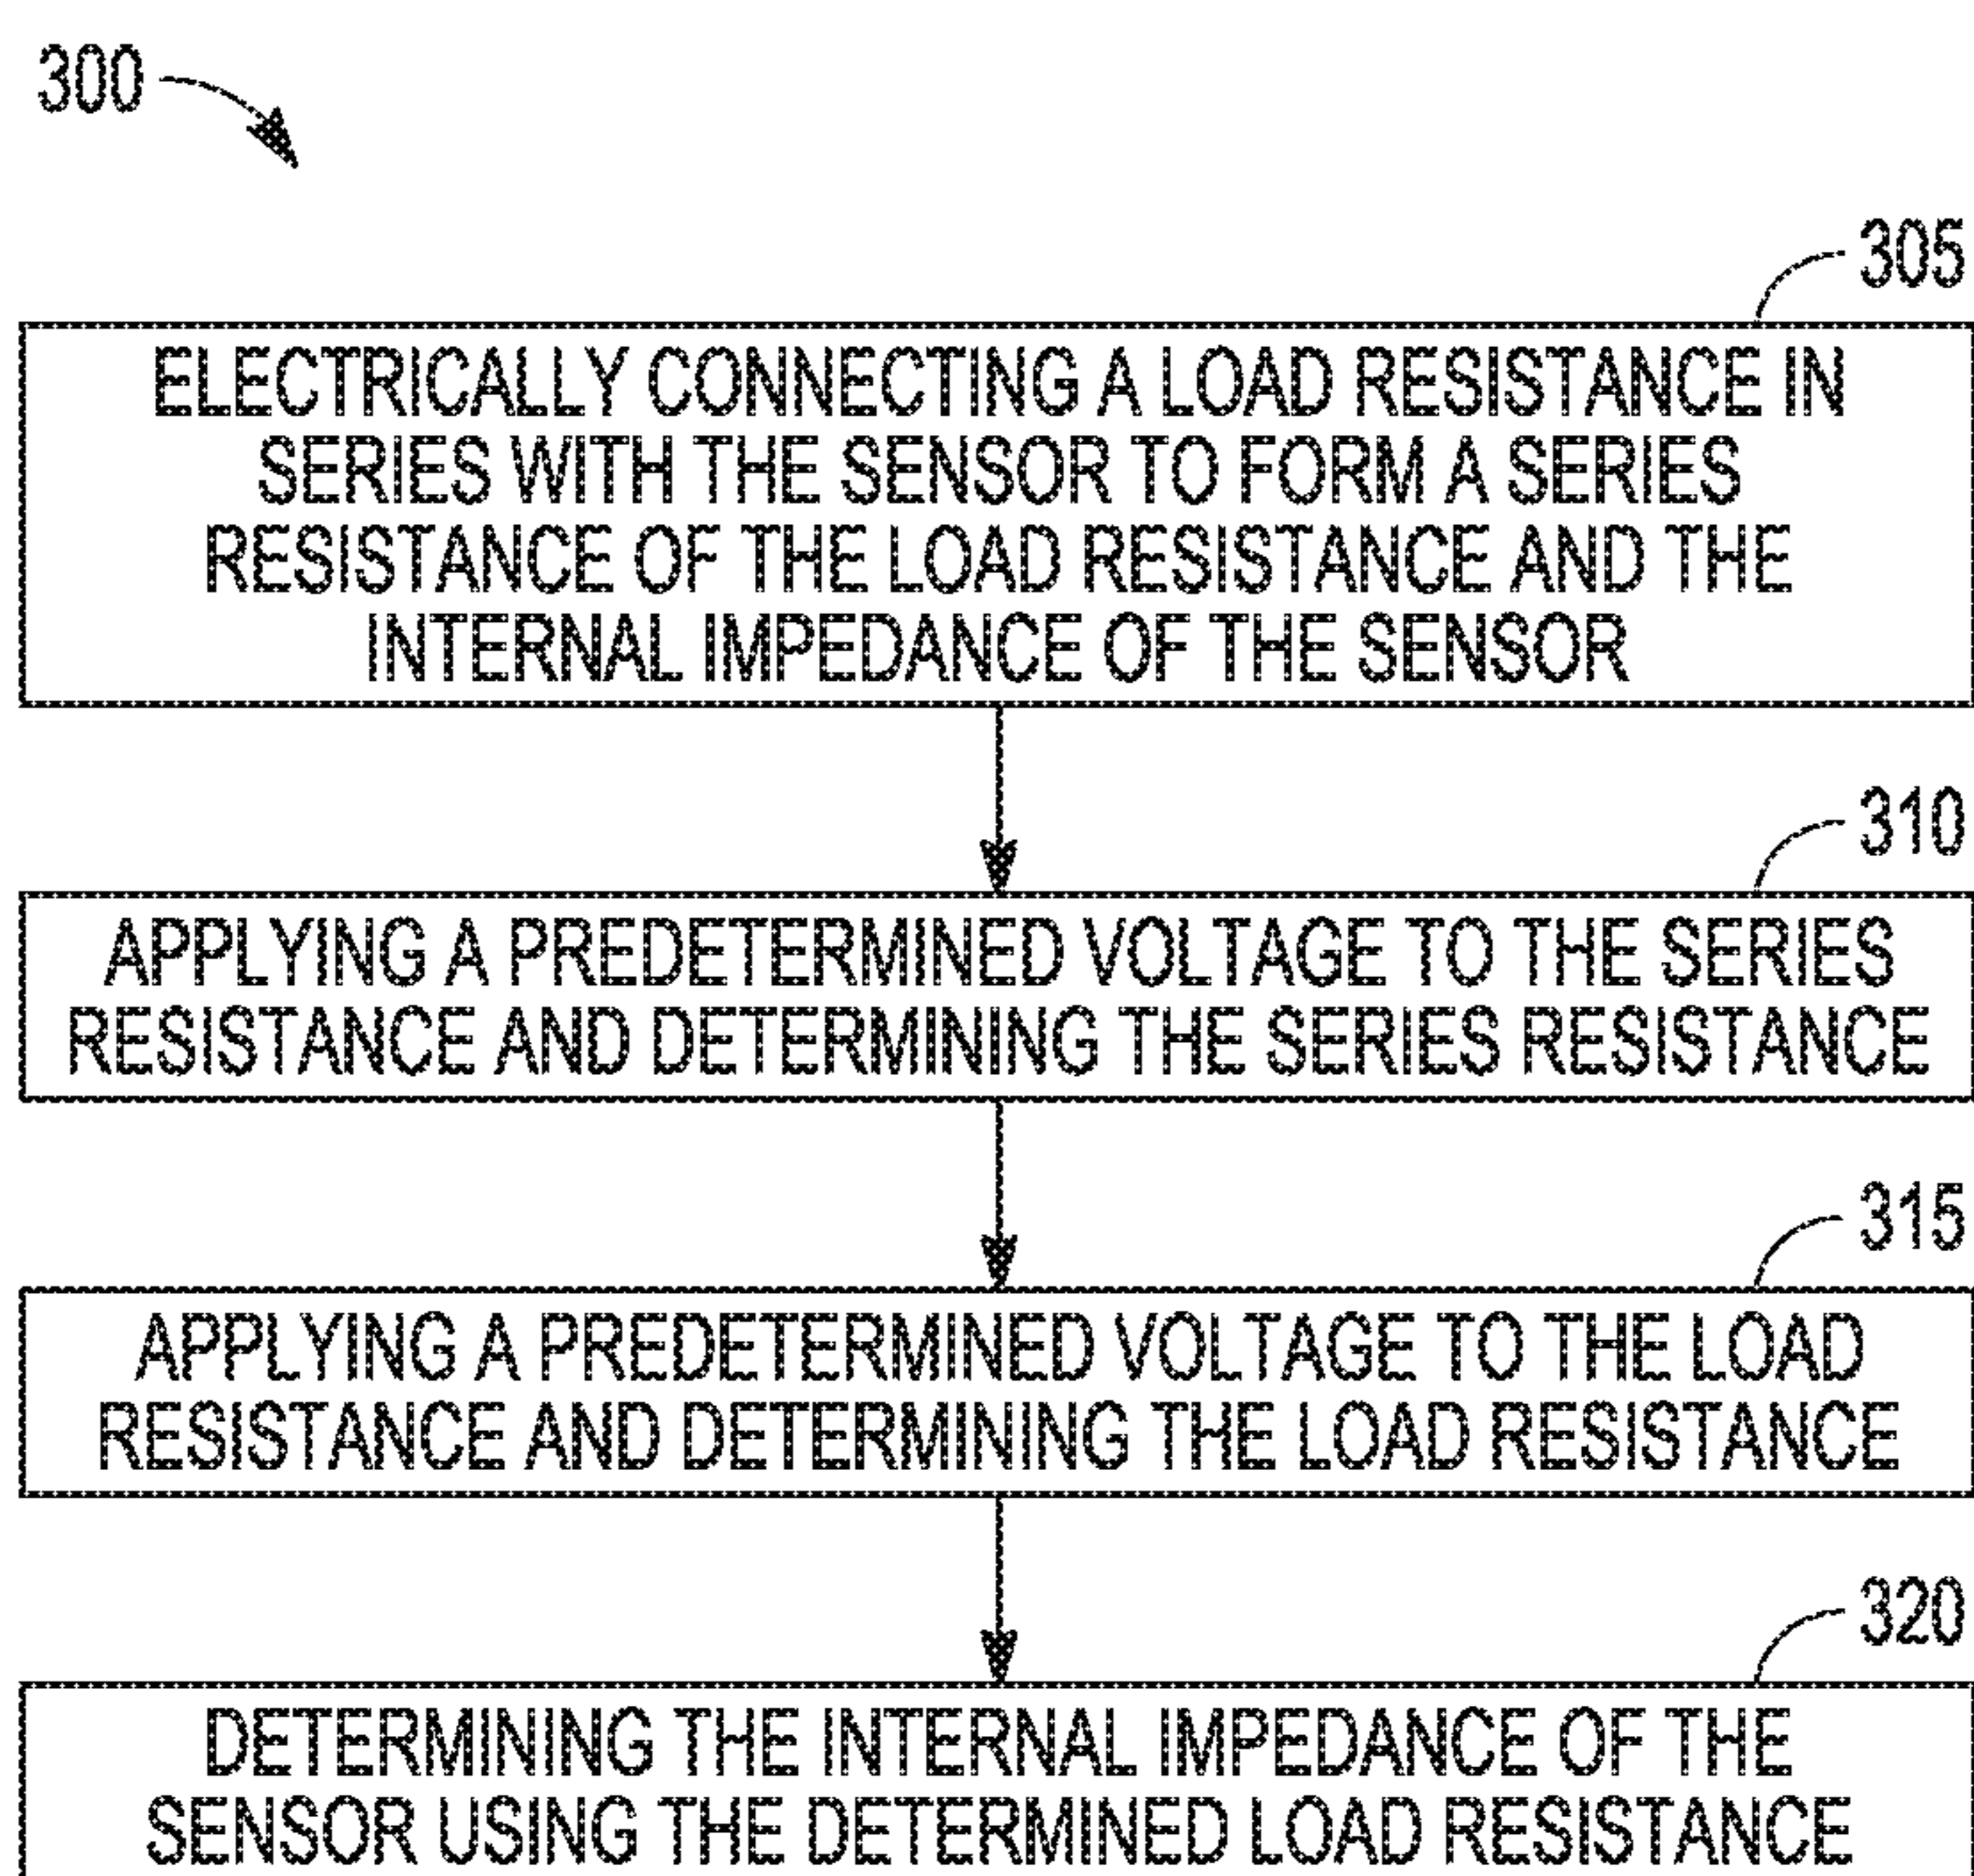 300
305
ELECTRICALLY CONNECTING A LOAD RESISTANCE IN
SERIES WITH THE SENSOR TO FORM A SERIES
RESISTANCE OF THE LOAD RESISTANCE AND THE
INTERNAL IMPEDANCE OF THE SENSOR
310
APPLYING A PREDETERMINED VOLTAGE TO THE SERIES
RESISTANCE AND DETERMINING THE SERIES RESISTANCE
315
APPLYING A PREDETERMINED VOLTAGE TO THE LOAD
RESISTANCE AND DETERMINING THE LOAD RESISTANCE
320
DETERMINING THE INTERNAL IMPEDANCE OF THE
SENSOR USING THE DETERMINED LOAD RESISTANCE